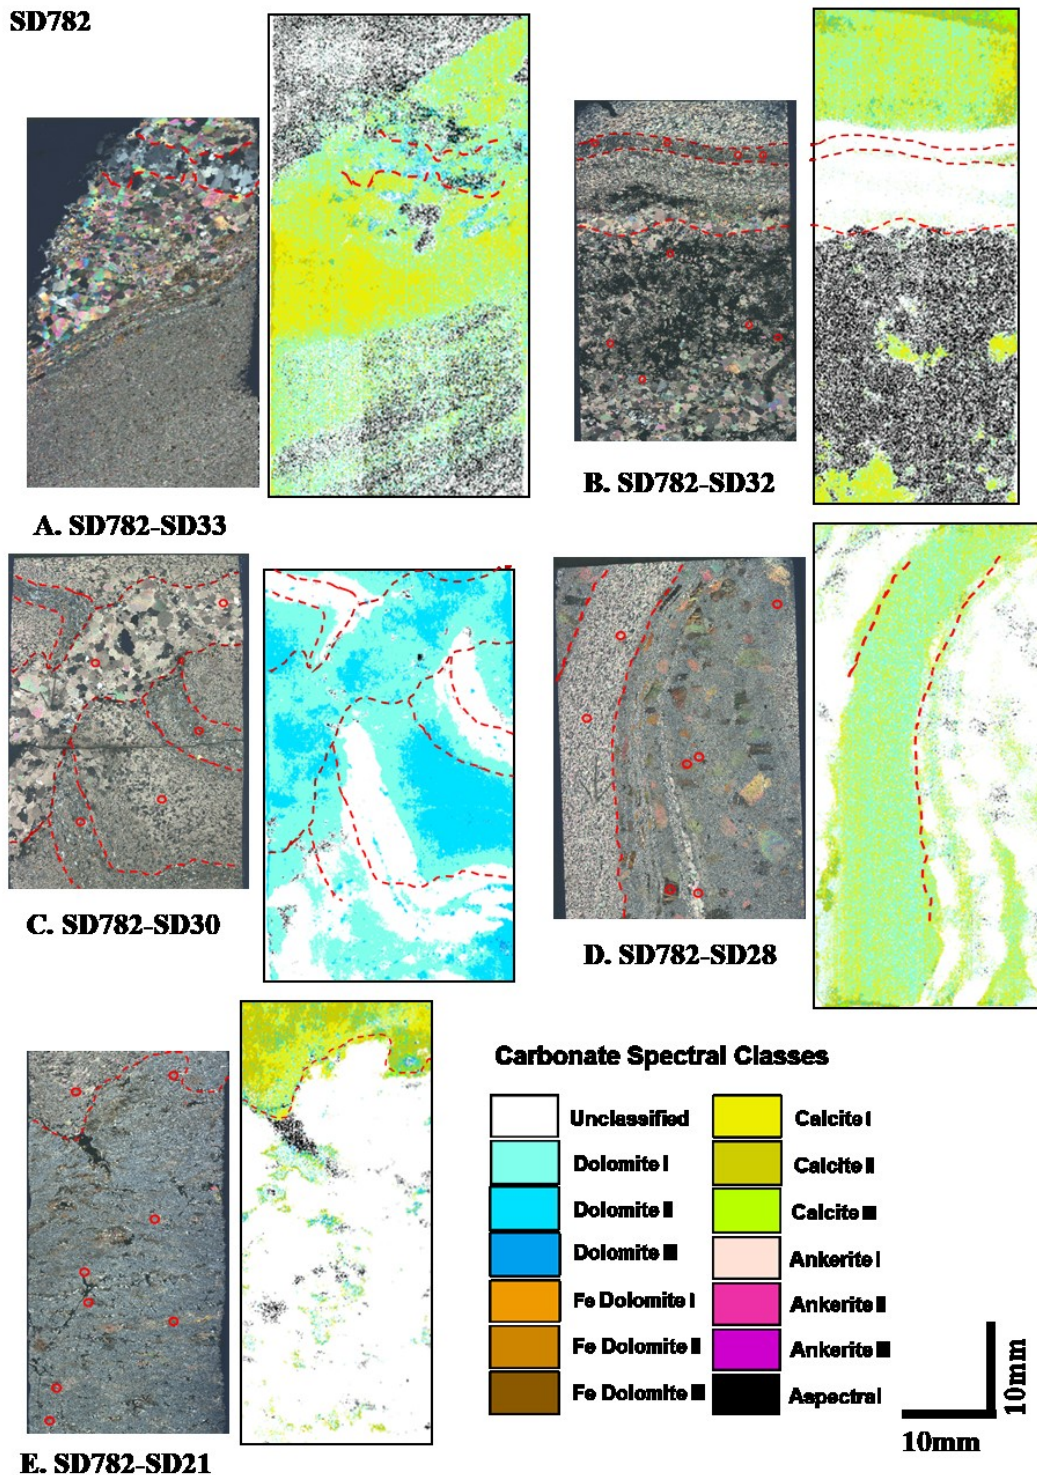 SD782
A. SD782-SD33
B. SD782-SD32
C. SD782-SD30
D. SD782-SD28
E. SD782-SD21
Carbonate Spectral Classes
Unclassified
Dolomite I
Dolomite II
Dolomite III
Fe Dolomite I
Fe Dolomite II
Fe Dolomite III
Calcite I
Calcite II
Calcite III
Ankerite I
Ankerite II
Ankerite III
Aspectral
10mm
10mm